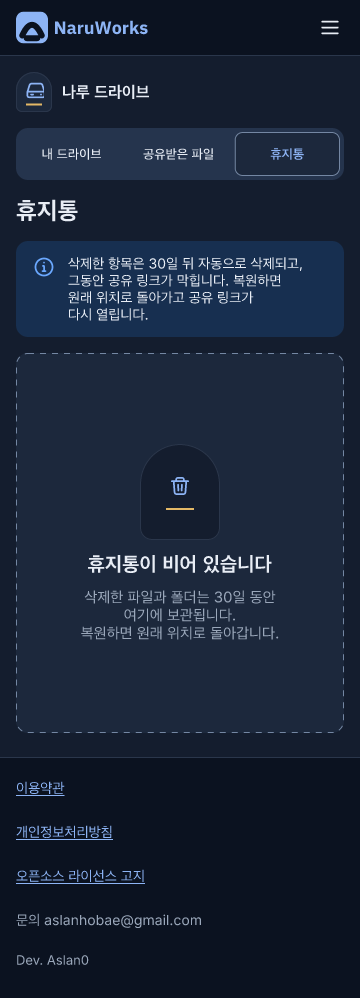 NaruWorks
나루 드라이브
내 드라이브
공유받은 파일
휴지통
휴지통
삭제한 항목은 30일 뒤 자동으로 삭제되고,
그동안 공유 링크가 막힙니다. 복원하면
원래 위치로 돌아가고 공유 링크가
다시 열립니다.
휴지통이 비어 있습니다
삭제한 파일과 폴더는 30일 동안
여기에 보관됩니다.
복원하면 원래 위치로 돌아갑니다.
이용약관
개인정보처리방침
오픈소스 라이선스 고지
문의 aslanhobae@gmail.com
Dev. Aslan0